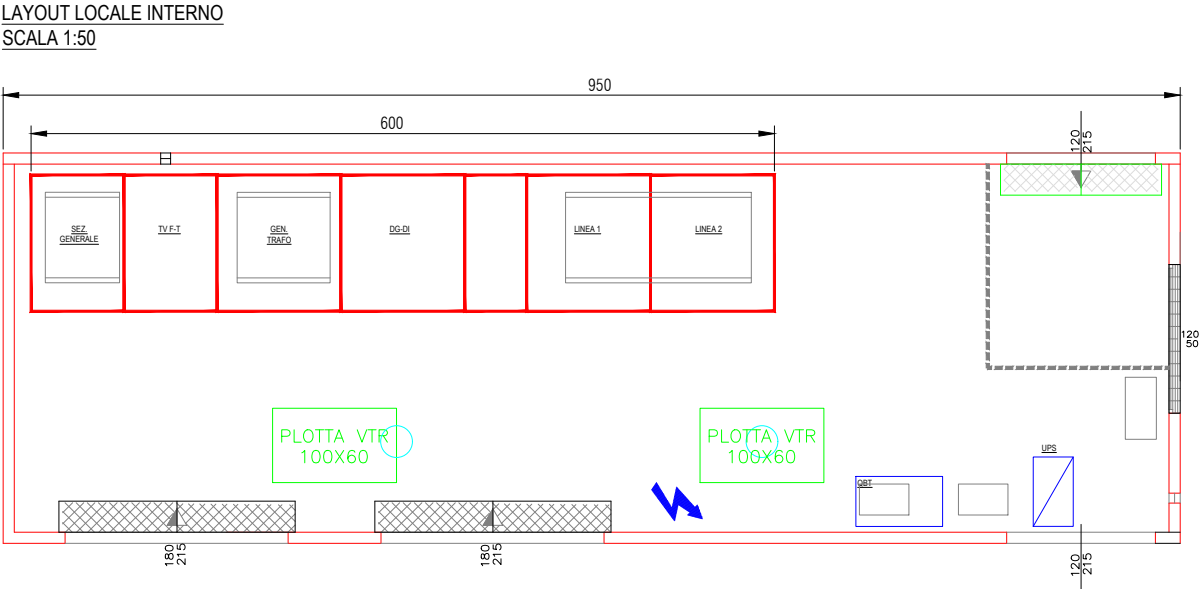 LAYOUT LOCALE INTERNO
SCALA 1:50
950
600
120
215
SEZ.
GENERALE
TV F-T
GEN.
TRAFO
DG-DI
LINEA 1
LINEA 2
120
50
PLOTTA VTR
100X60
PLOTTA VTR
100X60
UPS
QBT
180
215
180
215
120
215